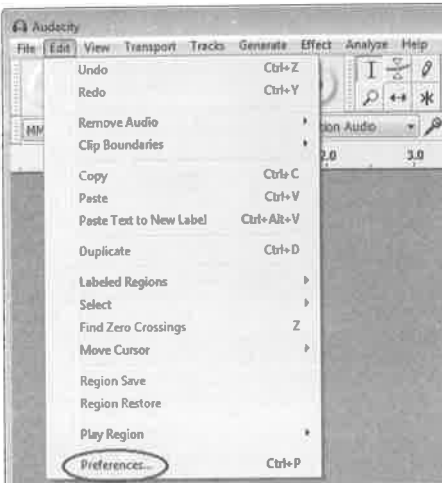 Audacity
File Edit View Transport Tracks Generate Effect Analyze Help
Undo Ctrl+Z
Redo Ctrl+Y
MM
Remove Audio
tion Audio
Clip Boundaries
2.0 3.0
Copy Ctrl+C
Paste Ctrl+V
Paste Text to New Label Ctrl+Alt+V
Duplicate Ctrl+D
Labeled Regions
Select
Find Zero Crossings Z
Move Cursor
Region Save
Region Restore
Play Region
Preferences... Ctrl+P